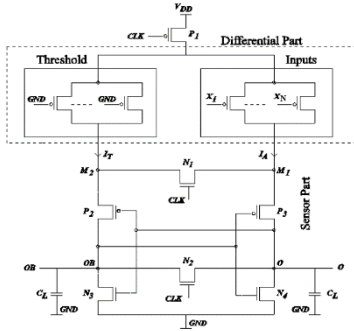 VDD
CLK
P1
Differential Part
Threshold
Inputs
GND
GND
X1
XN
IT
IA
M2
N1
M1
CLK
P2
P3
Sensor Part
OB
OB
N2
O
O
CL
N3
CLK
N4
CL
GND
GND
GND